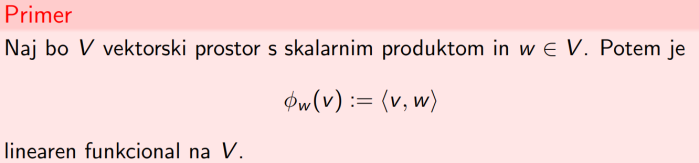 Primer
Naj bo V vektorski prostor s skalarnim produktom in w ∈ V. Potem je
ϕw(v) := ⟨v, w⟩
linearen funkcional na V.